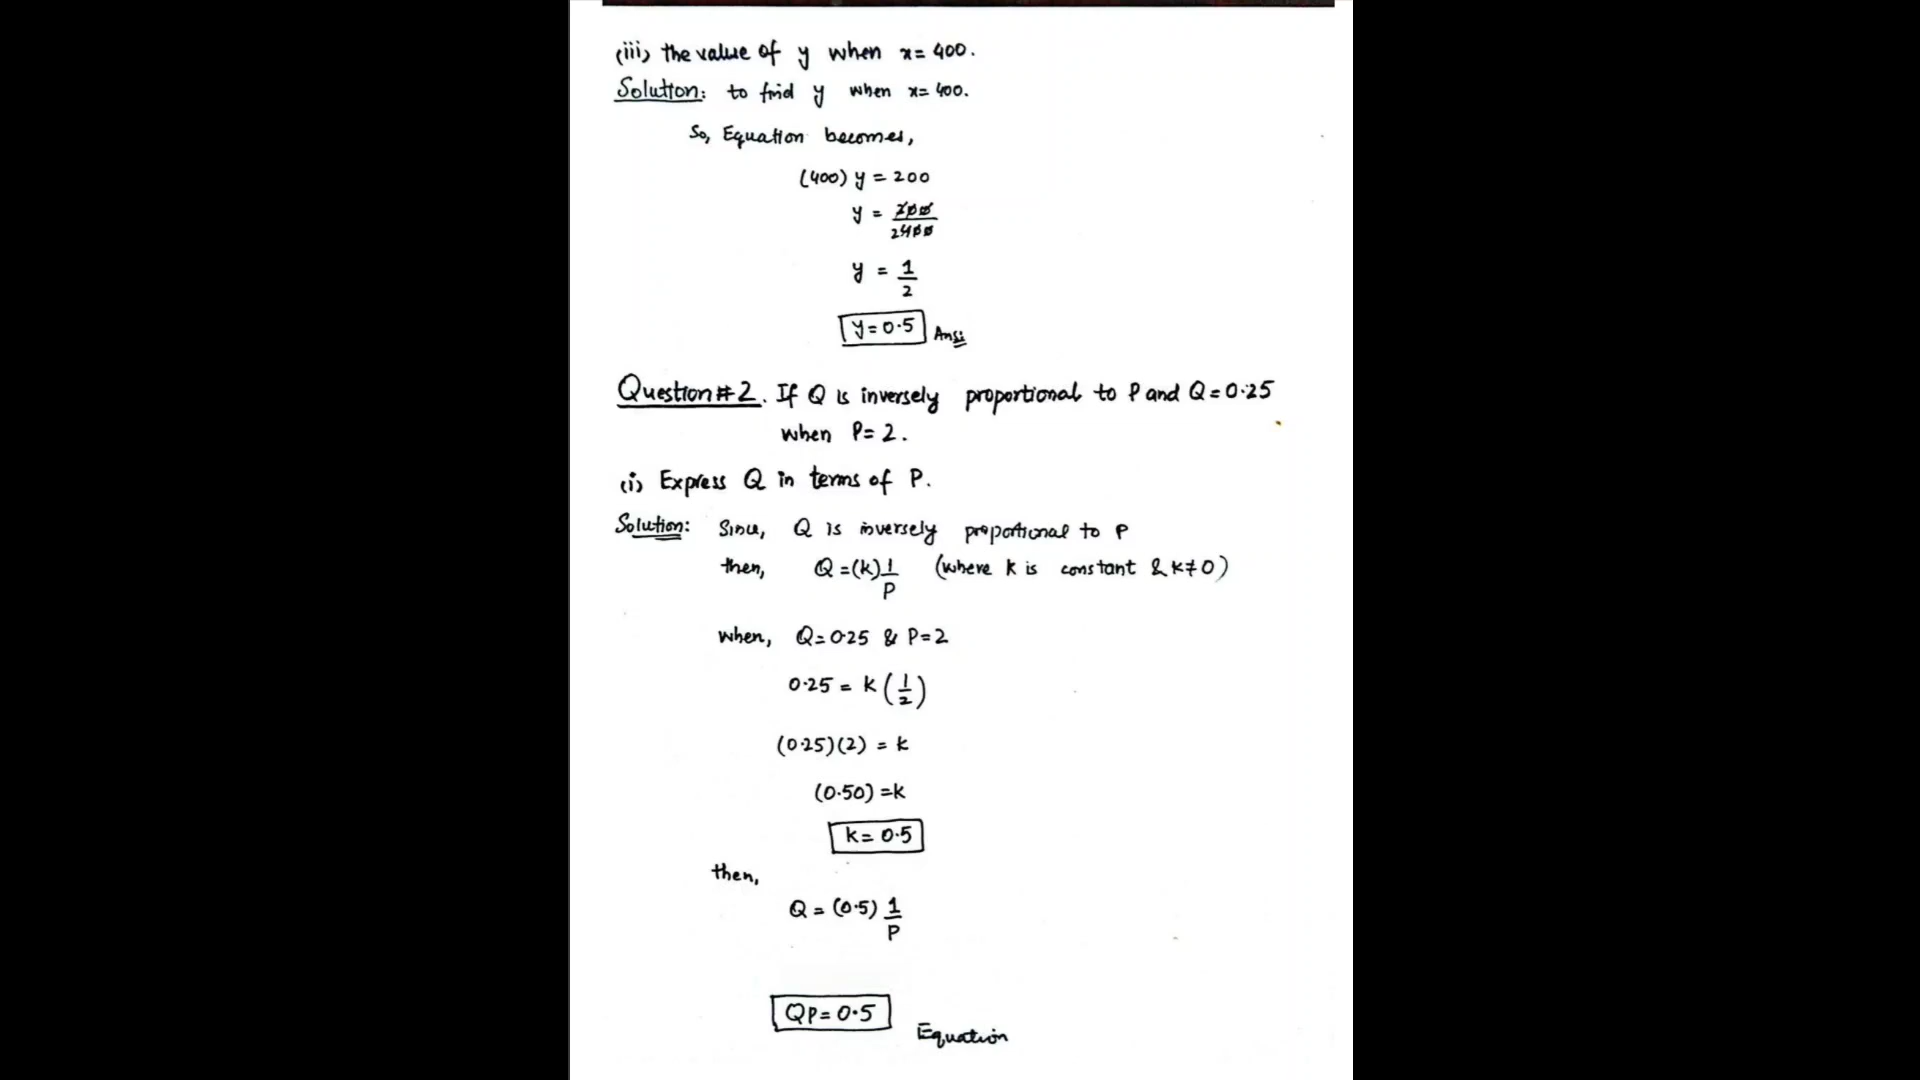 (iii) the value of y when x= 400.
Solution: to find y when x= 400.
So, Equation becomes,
(400) y = 200
y = 200/2400
y = 1/2
y = 0.5 Ans:
Question#2. If Q is inversely proportional to P and Q=0.25
when P= 2.
(i) Express Q in terms of P.
Solution: Since, Q is inversely proportional to P
then, Q =(k) 1/P (where k is constant & k≠0)
when, Q=0.25 & P=2
0.25 = k (1/2)
(0.25)(2) = k
(0.50) =k
k= 0.5
then,
Q = (0.5) 1/P
QP= 0.5 Equation